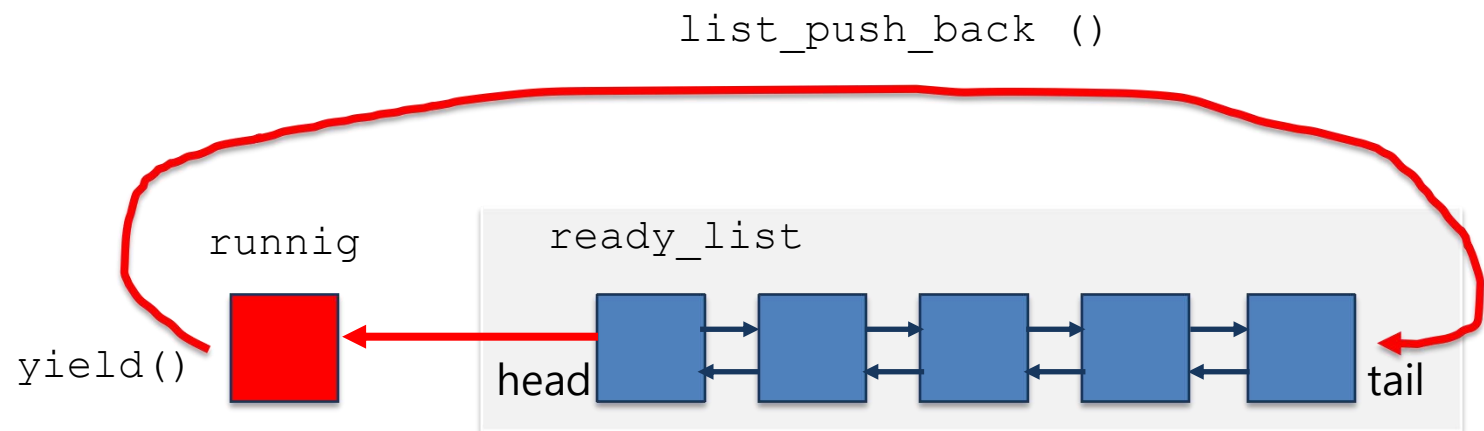 list_push_back ()
runnig
ready_list
yield()
head
tail